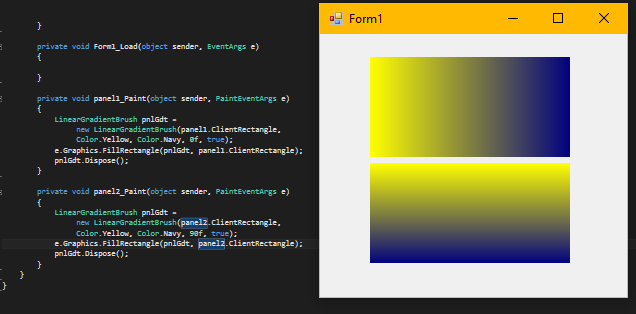 }
private void Form1_Load(object sender, EventArgs e)
{
}
private void panel1_Paint(object sender, PaintEventArgs e)
{
LinearGradientBrush pnlGdt =
new LinearGradientBrush(panel1.ClientRectangle,
Color.Yellow, Color.Navy, 0f, true);
e.Graphics.FillRectangle(pnlGdt, panel1.ClientRectangle);
pnlGdt.Dispose();
}
private void panel2_Paint(object sender, PaintEventArgs e)
{
LinearGradientBrush pnlGdt =
new LinearGradientBrush(panel2.ClientRectangle,
Color.Yellow, Color.Navy, 90f, true);
e.Graphics.FillRectangle(pnlGdt, panel2.ClientRectangle);
pnlGdt.Dispose();
}
}
}
Form1